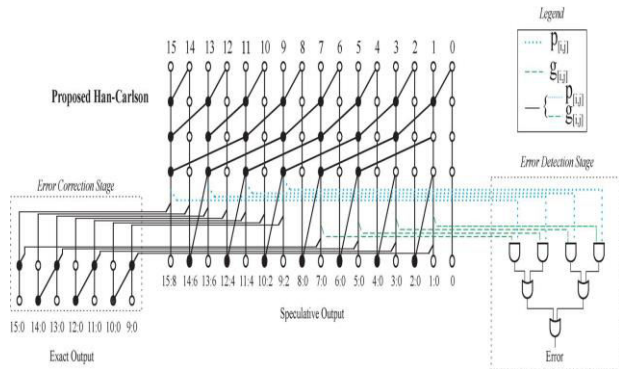 Legend
15 14 13 12 11 10 9 8 7 6 5 4 3 2 1 0
p[i,j]
g[i,j]
p[i,j]
g[i,j]
Proposed Han-Carlson
Error Correction Stage
Error Detection Stage
15:8 14:6 13:6 12:4 11:4 10:2 9:2 8:0 7:0 6:0 5:0 4:0 3:0 2:0 1:0 0
15:0 14:0 13:0 12:0 11:0 10:0 9:0
Speculative Output
Exact Output
Error